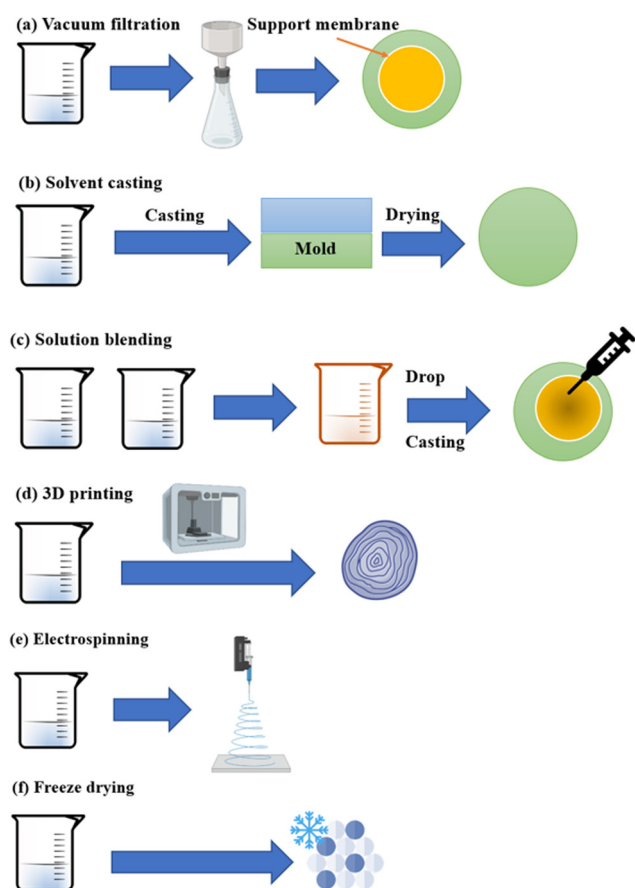 (a) Vacuum filtration
Support membrane
(b) Solvent casting
Casting
Drying
Mold
(c) Solution blending
Drop
Casting
(d) 3D printing
(e) Electrospinning
(f) Freeze drying